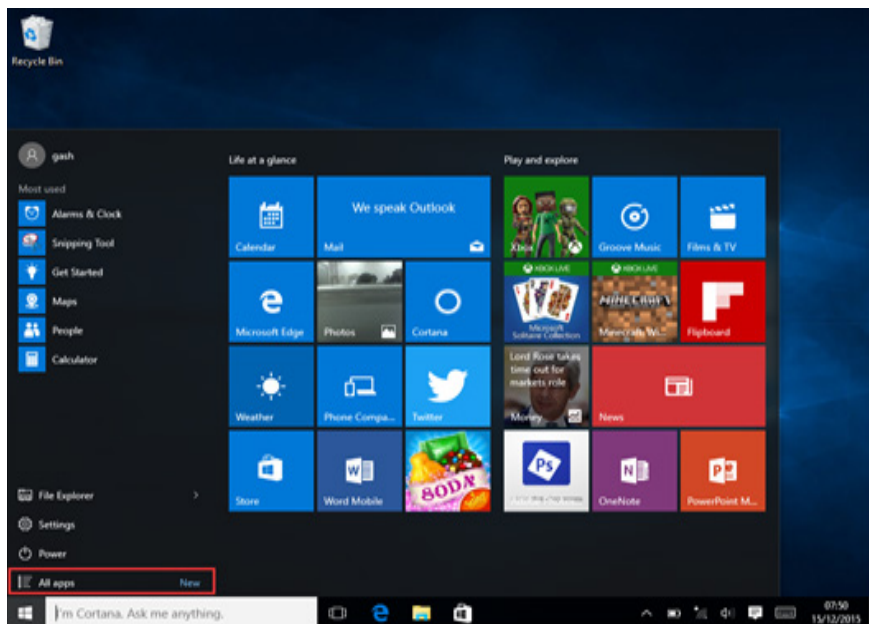 Recycle Bin
gash
Most used
Alarms & Clock
Snipping Tool
Get Started
Maps
People
Calculator
File Explorer
Settings
Power
All apps New
Life at a glance
Calendar
We speak Outlook
Mail
Microsoft Edge
Photos
Cortana
Weather
Phone Compa...
Twitter
Store
Word Mobile
SODA
Play and explore
Xbox
Groove Music
Films & TV
XBOX LIVE
Microsoft
Solitaire Collection
XBOX LIVE
MINECRAFT
Minecraft: Wi...
Flipboard
Lord Rose takes
time out for
markets role
Money
News
Ps
OneNote
PowerPoint M...
I'm Cortana. Ask me anything.
07:50
15/12/2015